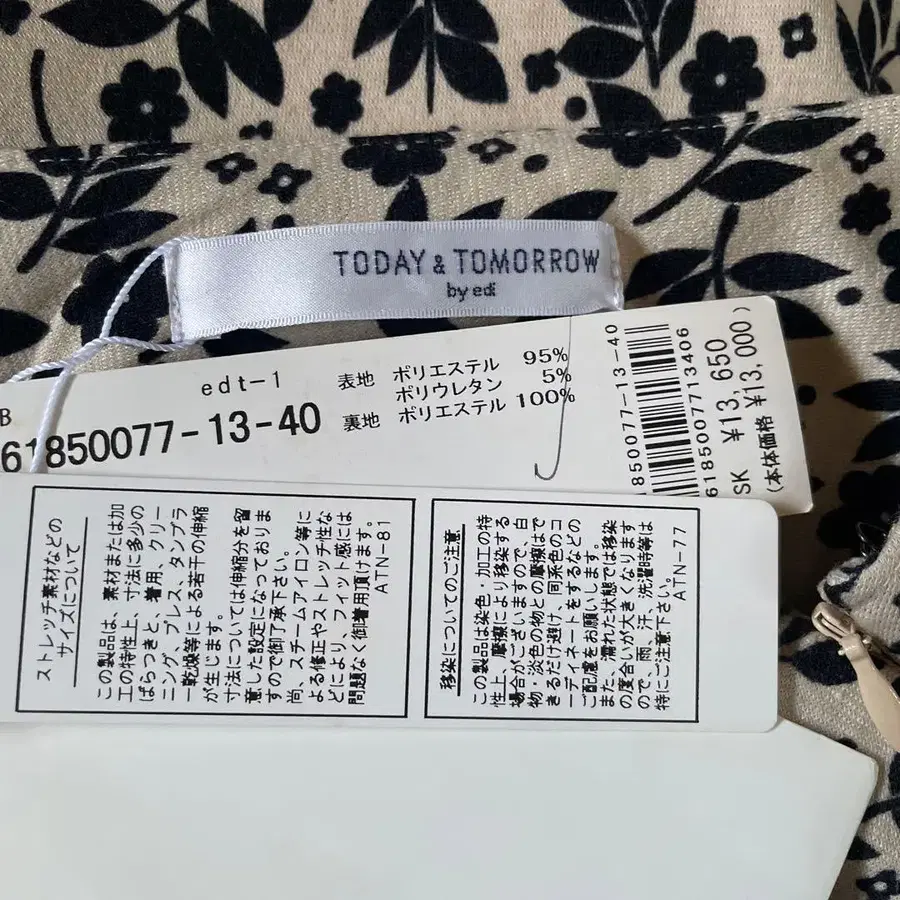 TODAY & TOMORROW
by edi
B
edt-1
61850077-13-40
表地 ポリエステル 95%
ポリウレタン 5%
裏地 ポリエステル 100%
1850077-13-40
6185007713406
SK ¥13,650
(本体価格 ¥13,000)
ストレッチ素材などの
サイズについて
この製品は、素材または加
工の特性上、寸法に多少の
ばらつきと、着用、クリー
ニング、プレス、タンブラ
ー乾燥等による若干の伸縮
が生じます。
寸法については伸縮分を留
意した設定になっておりま
すので御了承下さい。
尚、スチームアイロン等に
よる修正やストレッチ性な
どにより、フィット感には
問題なく御着用頂けます。
ATN-81
移染についてのご注意
この製品は染色・加工の特
性上、摩擦により移染する
場合がございますので、白
物・淡色の物との摩擦はで
きるだけ避け、同系色のコ
ーディネートをするなどの
ご配慮をお願いします。
また、濡れた状態では移染
の度合いが大きくなります
ので、雨、汗、洗濯時等は
特にご注意下さい。
ATN-77